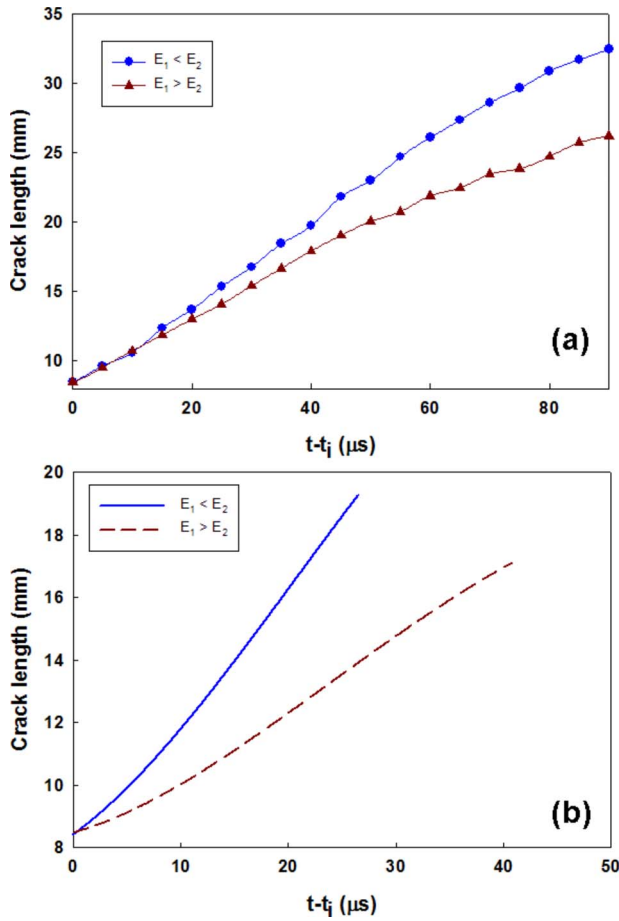 35
30
25
20
15
10
Crack length (mm)
E₁ < E₂
E₁ > E₂
(a)
0 20 40 60 80
t-tᵢ (μs)
20
18
16
14
12
10
8
Crack length (mm)
E₁ < E₂
E₁ > E₂
(b)
0 10 20 30 40 50
t-tᵢ (μs)